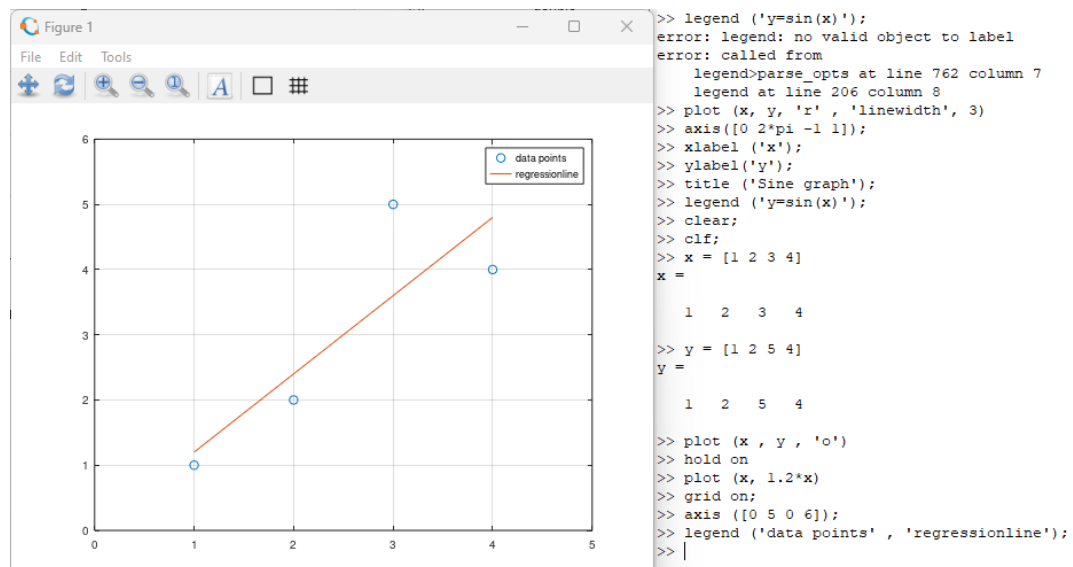 Figure 1
File Edit Tools
A
6
5
4
3
2
1
0
0 1 2 3 4 5
data points
regressionline
>> legend ('y=sin(x)');
error: legend: no valid object to label
error: called from
    legend>parse_opts at line 762 column 7
    legend at line 206 column 8
>> plot (x, y, 'r' , 'linewidth', 3)
>> axis([0 2*pi -1 1]);
>> xlabel ('x');
>> ylabel('y');
>> title ('Sine graph');
>> legend ('y=sin(x)');
>> clear;
>> clf;
>> x = [1 2 3 4]
x =
   1   2   3   4
>> y = [1 2 5 4]
y =
   1   2   5   4
>> plot (x , y , 'o')
>> hold on
>> plot (x, 1.2*x)
>> grid on;
>> axis ([0 5 0 6]);
>> legend ('data points' , 'regressionline');
>>